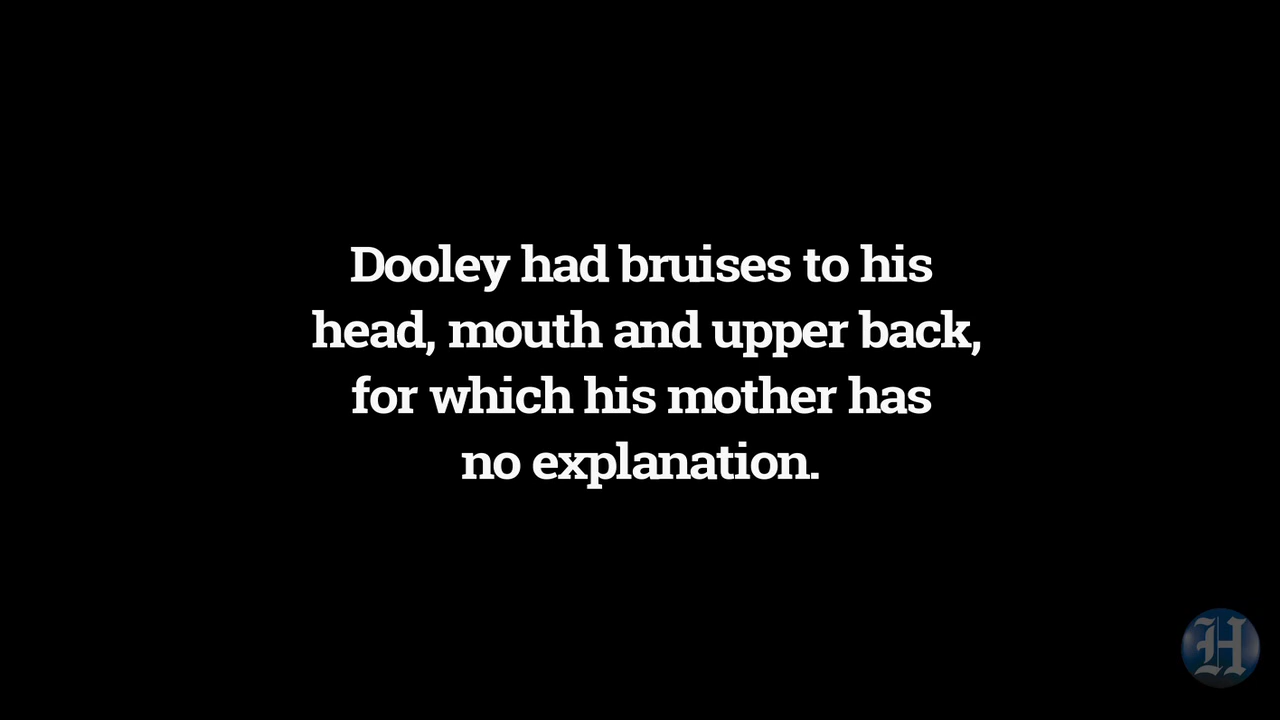 Dooley had bruises to his
head, mouth and upper back,
for which his mother has
no explanation.
H